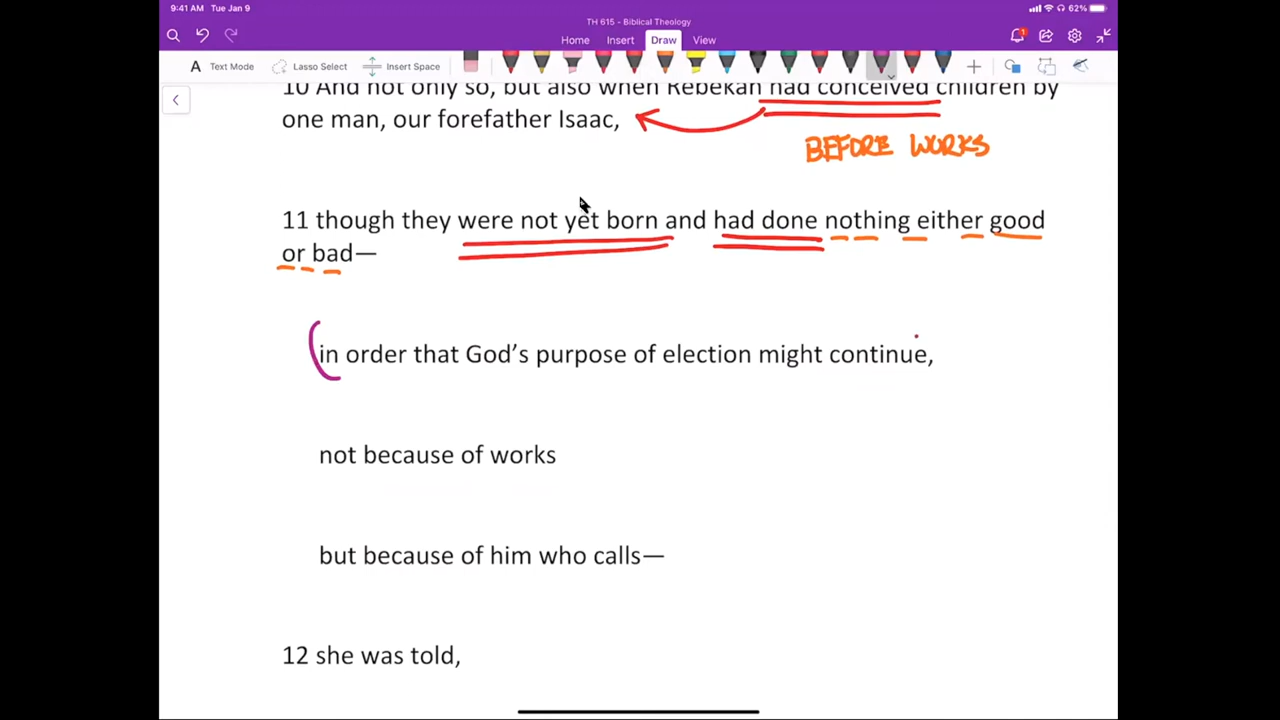 9:41 AM Tue Jan 9
62%
TH 615 - Biblical Theology
Home Insert Draw View
1
A Text Mode Lasso Select Insert Space
10 And not only so, but also when Rebekah had conceived children by
one man, our forefather Isaac,
BEFORE WORKS
11 though they were not yet born and had done nothing either good
or bad—
in order that God’s purpose of election might continue,
not because of works
but because of him who calls—
12 she was told,